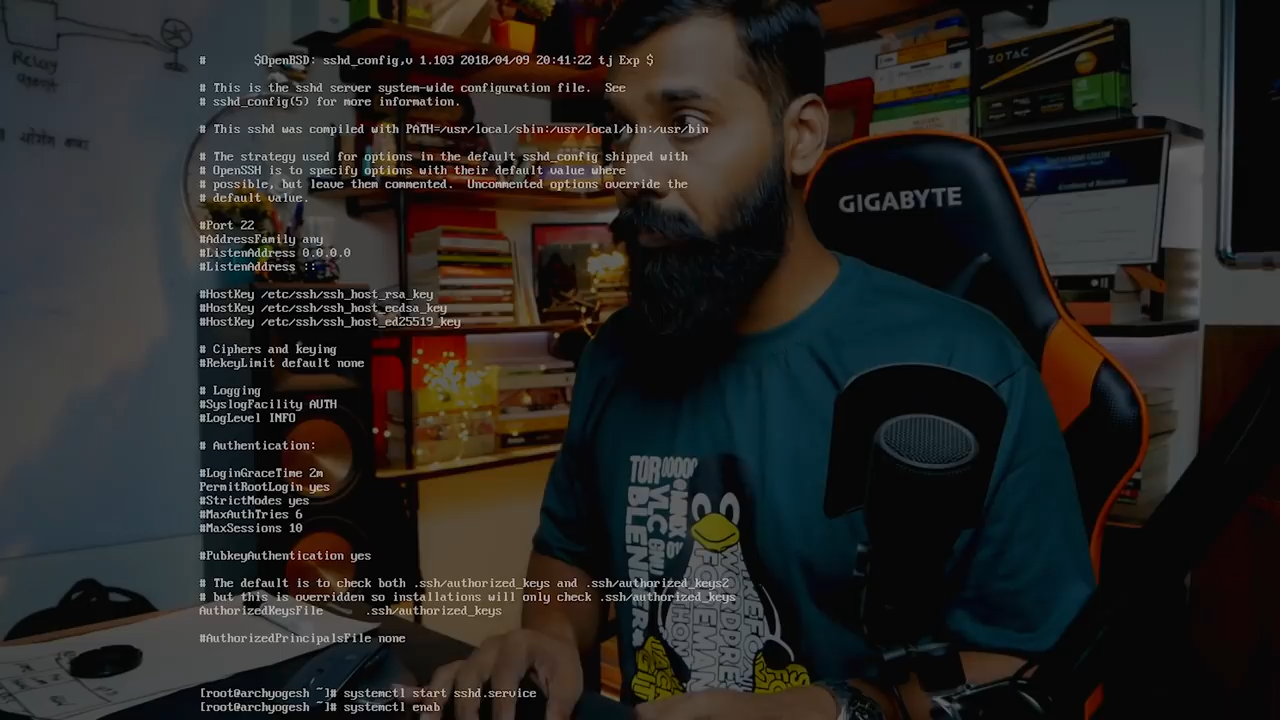 Relay
agent.
#       $OpenBSD: sshd_config,v 1.103 2018/04/09 20:41:22 tj Exp $
# This is the sshd server system-wide configuration file.  See
# sshd_config(5) for more information.
# This sshd was compiled with PATH=/usr/local/sbin:/usr/local/bin:/usr/bin
# The strategy used for options in the default sshd_config shipped with
# OpenSSH is to specify options with their default value where
# possible, but leave them commented.  Uncommented options override the
# default value.
#Port 22
#AddressFamily any
#ListenAddress 0.0.0.0
#ListenAddress ::
#HostKey /etc/ssh/ssh_host_rsa_key
#HostKey /etc/ssh/ssh_host_ecdsa_key
#HostKey /etc/ssh/ssh_host_ed25519_key
# Ciphers and keying
#RekeyLimit default none
# Logging
#SyslogFacility AUTH
#LogLevel INFO
# Authentication:
#LoginGraceTime 2m
PermitRootLogin yes
#StrictModes yes
#MaxAuthTries 6
#MaxSessions 10
#PubkeyAuthentication yes
# The default is to check both .ssh/authorized_keys and .ssh/authorized_keys2
# but this is overridden so installations will only check .ssh/authorized_keys
AuthorizedKeysFile      .ssh/authorized_keys
#AuthorizedPrincipalsFile none
[root@archyogesh ~]# systemctl start sshd.service
[root@archyogesh ~]# systemctl enab
ZOTAC
GIGABYTE
TOR
VLC
BLENDER